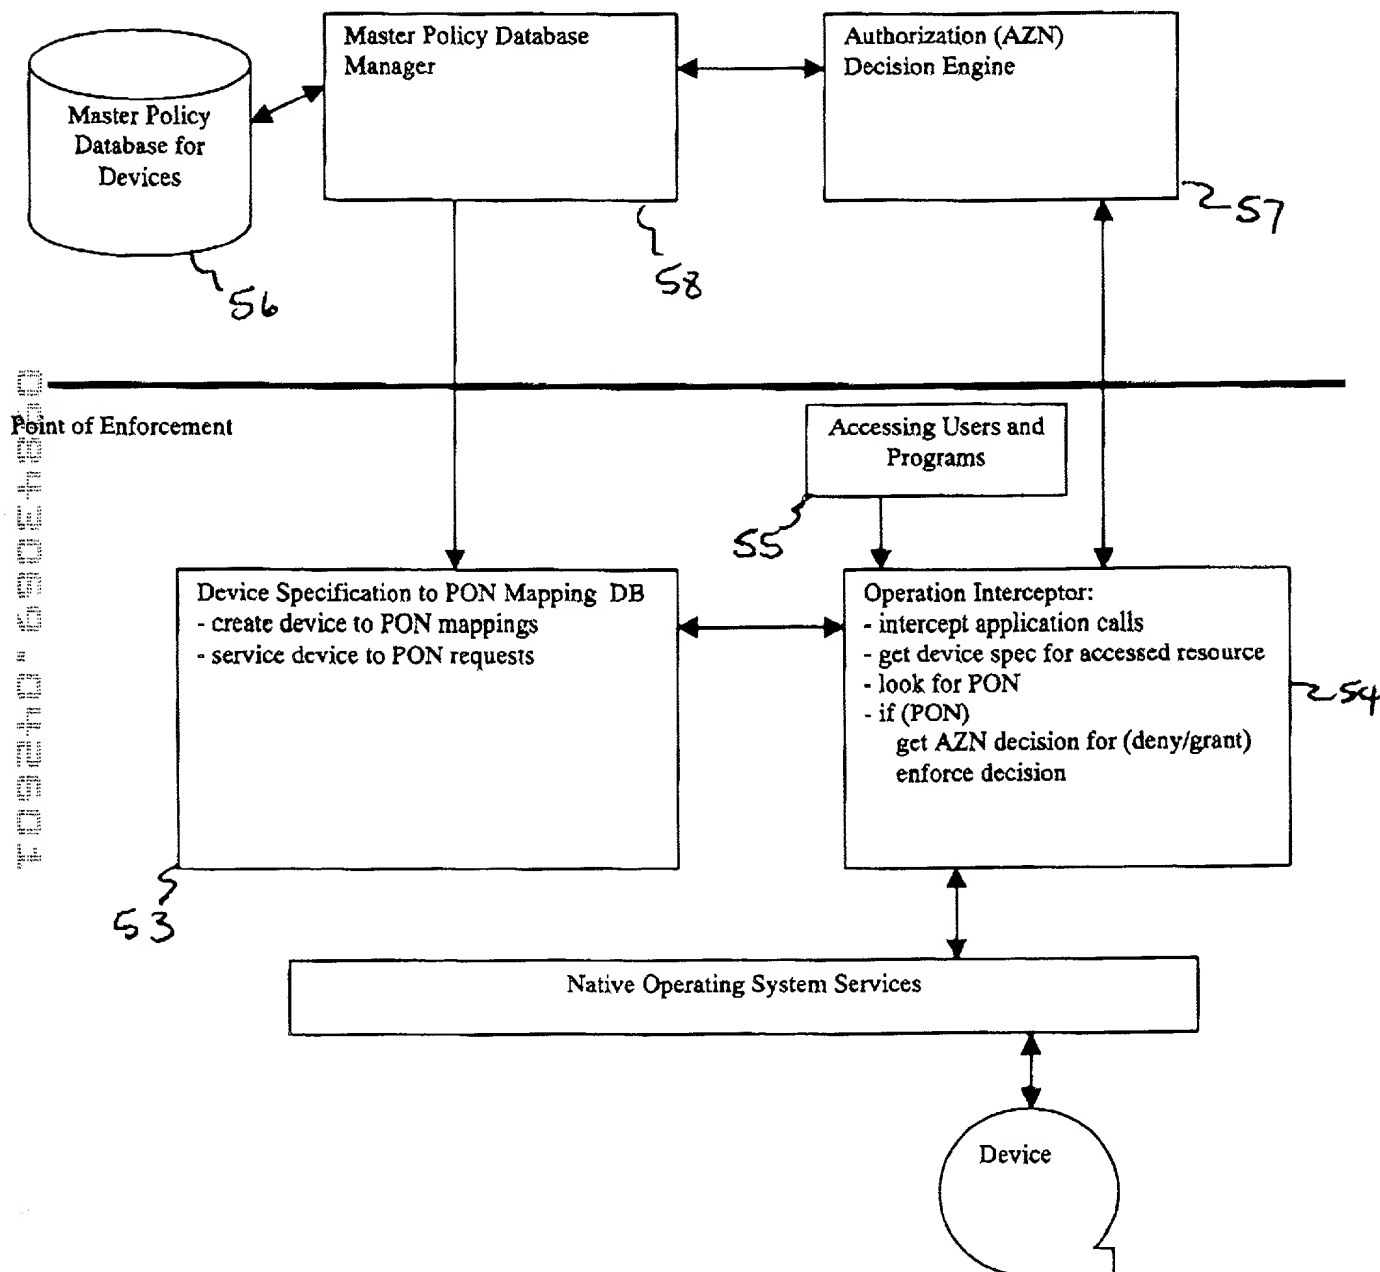 Master Policy Database
Manager
Authorization (AZN)
Decision Engine
Master Policy
Database for
Devices
57
58
56
Point of Enforcement
Accessing Users and
Programs
55
Device Specification to PON Mapping DB
- create device to PON mappings
- service device to PON requests
Operation Interceptor:
- intercept application calls
- get device spec for accessed resource
- look for PON
- if (PON)
get AZN decision for (deny/grant)
enforce decision
54
53
Native Operating System Services
Device